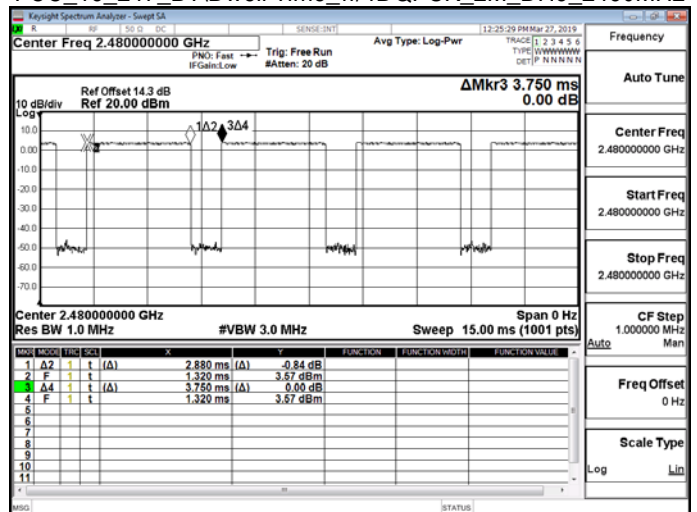 Keysight Spectrum Analyzer - Swept SA
R RF 50 Ω DC SENSE:INT 12:25:29 PM Mar 27, 2019
Center Freq 2.480000000 GHz
PNO: Fast
IFGain:Low
Trig: Free Run
#Atten: 20 dB
Avg Type: Log-Pwr
TRACE 1 2 3 4 5 6
TYPE WWWWWW
DET P NNNNN
Ref Offset 14.3 dB
Ref 20.00 dBm
ΔMkr3 3.750 ms
0.00 dB
10 dB/div
Log
10.0
0.00
-10.0
-20.0
-30.0
-40.0
-50.0
-60.0
-70.0
1Δ2
3Δ4
Center 2.480000000 GHz
Span 0 Hz
Res BW 1.0 MHz
#VBW 3.0 MHz
Sweep 15.00 ms (1001 pts)
MKR MODE TRC SCL X Y FUNCTION FUNCTION WIDTH FUNCTION VALUE
1 Δ2 1 t (Δ) 2.880 ms (Δ) -0.84 dB
2 F 1 t 1.320 ms 3.57 dBm
3 Δ4 1 t (Δ) 3.750 ms (Δ) 0.00 dB
4 F 1 t 1.320 ms 3.57 dBm
5
6
7
8
9
10
11
MSG
STATUS
Frequency
Auto Tune
Center Freq
2.480000000 GHz
Start Freq
2.480000000 GHz
Stop Freq
2.480000000 GHz
CF Step
1.000000 MHz
Auto Man
Freq Offset
0 Hz
Scale Type
Log Lin